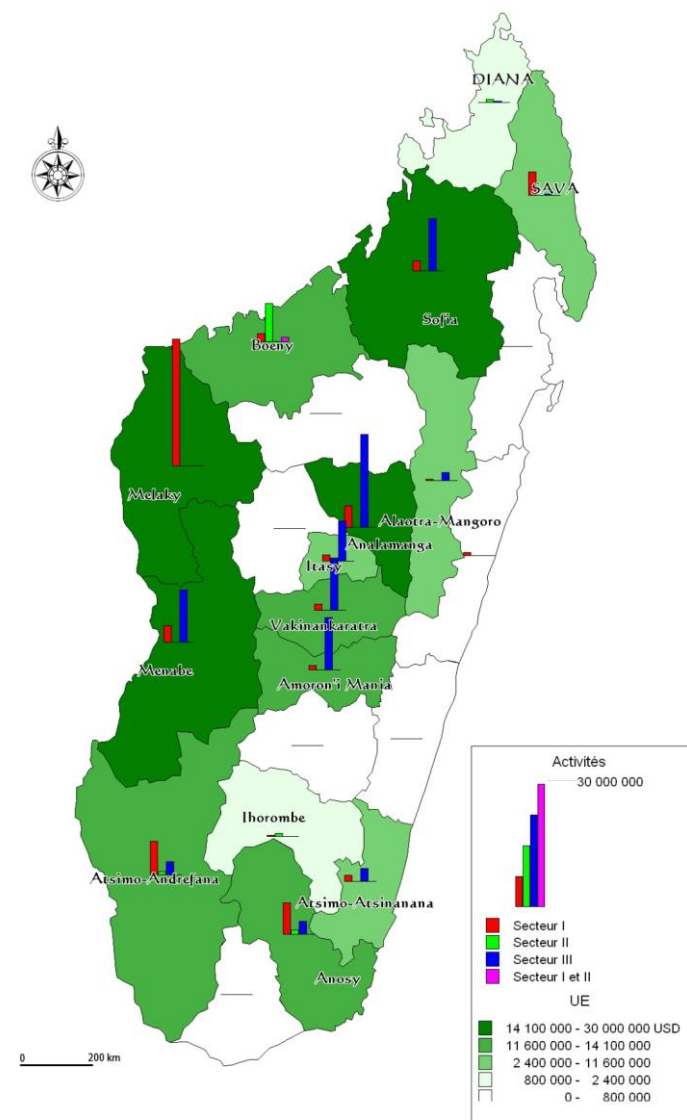 DIANA
SAVA
Sofia
Boeny
Melaky
Alaotra-Mangoro
Analamanga
Itasy
Vakinankaratra
Menabe
Amoron'i Mania
Ihorombe
Atsimo-Andrefana
Atsimo-Atsinanana
Anosy
0 200 km
Activités
30 000 000
Secteur I
Secteur II
Secteur III
Secteur I et II
UE
14 100 000 - 30 000 000 USD
11 600 000 - 14 100 000
2 400 000 - 11 600 000
800 000 - 2 400 000
0 - 800 000